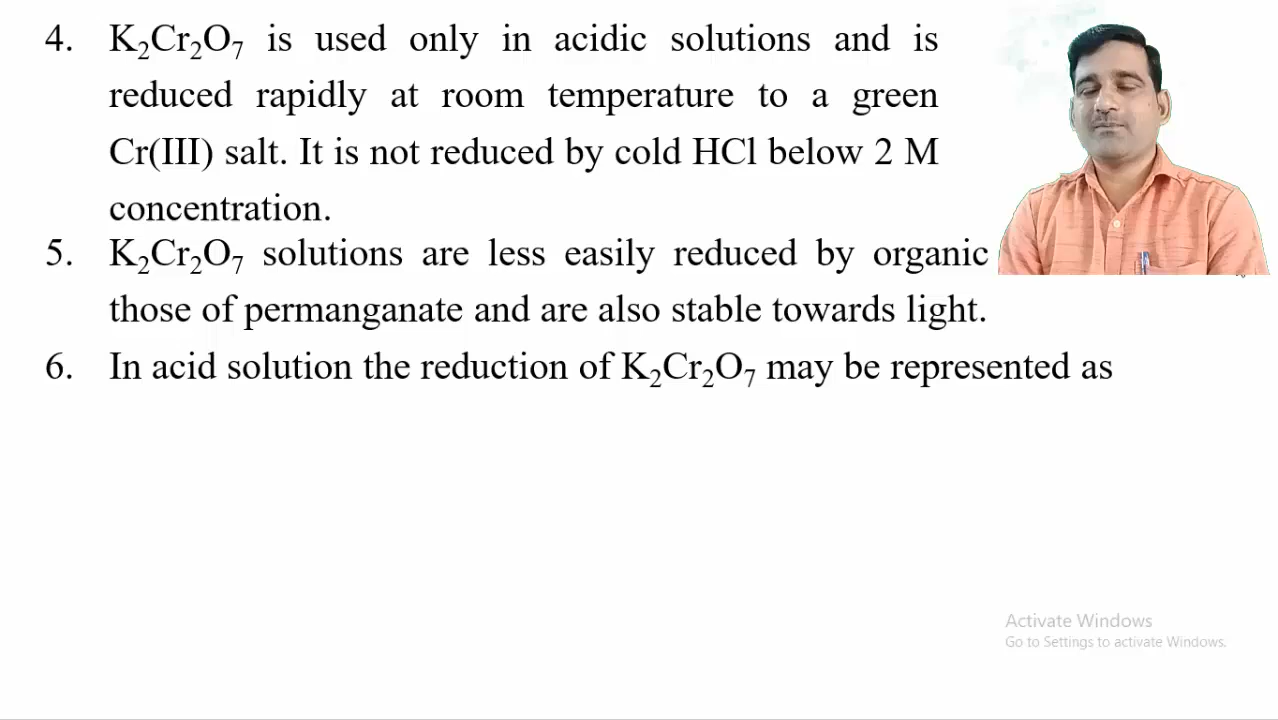 4. K₂Cr₂O₇ is used only in acidic solutions and is
reduced rapidly at room temperature to a green
Cr(III) salt. It is not reduced by cold HCl below 2 M
concentration.
5. K₂Cr₂O₇ solutions are less easily reduced by organic
those of permanganate and are also stable towards light.
6. In acid solution the reduction of K₂Cr₂O₇ may be represented as
Activate Windows
Go to Settings to activate Windows.